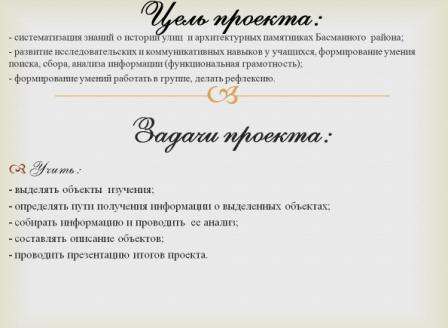 Цель проекта:
- систематизация знаний о истории улиц и архитектурных памятниках Басманного района;
- развитие исследовательских и коммуникативных навыков у учащихся, формирование умения
поиска, сбора, анализа информации (функциональная грамотность);
- формирование умений работать в группе, делать рефлексию.
Задачи проекта:
Учить:
- выделять объекты изучения;
- определять пути получения информации о выделенных объектах;
- собирать информацию и проводить ее анализ;
- составлять описание объектов;
- проводить презентацию итогов проекта.